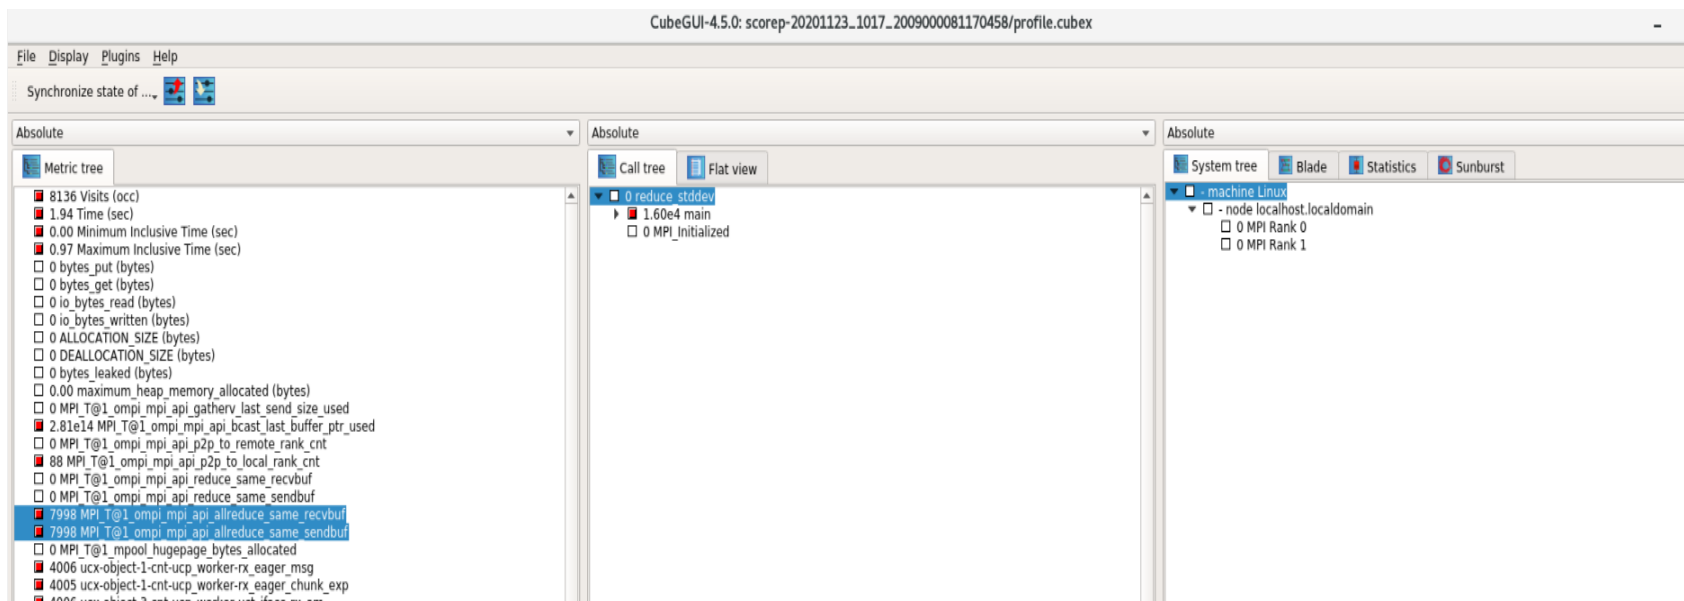 CubeGUI-4.5.0: scorep-20201123_1017_2009000081170458/profile.cubex
File Display Plugins Help
Synchronize state of ...
Absolute
Metric tree
8136 Visits (occ)
1.94 Time (sec)
0.00 Minimum Inclusive Time (sec)
0.97 Maximum Inclusive Time (sec)
0 bytes_put (bytes)
0 bytes_get (bytes)
0 io_bytes_read (bytes)
0 io_bytes_written (bytes)
0 ALLOCATION_SIZE (bytes)
0 DEALLOCATION_SIZE (bytes)
0 bytes_leaked (bytes)
0.00 maximum_heap_memory_allocated (bytes)
0 MPI_T@1_ompi_mpi_api_gatherv_last_send_size_used
2.81e14 MPI_T@1_ompi_mpi_api_bcast_last_buffer_ptr_used
0 MPI_T@1_ompi_mpi_api_p2p_to_remote_rank_cnt
88 MPI_T@1_ompi_mpi_api_p2p_to_local_rank_cnt
0 MPI_T@1_ompi_mpi_api_reduce_same_recvbuf
0 MPI_T@1_ompi_mpi_api_reduce_same_sendbuf
7998 MPI_T@1_ompi_mpi_api_allreduce_same_recvbuf
7998 MPI_T@1_ompi_mpi_api_allreduce_same_sendbuf
0 MPI_T@1_mpool_hugepage_bytes_allocated
4006 ucx-object-1-cnt-ucp_worker-rx_eager_msg
4005 ucx-object-1-cnt-ucp_worker-rx_eager_chunk_exp
Absolute
Call tree
Flat view
0 reduce_stddev
1.60e4 main
0 MPI_Initialized
Absolute
System tree
Blade
Statistics
Sunburst
- machine Linux
- node localhost.localdomain
0 MPI Rank 0
0 MPI Rank 1